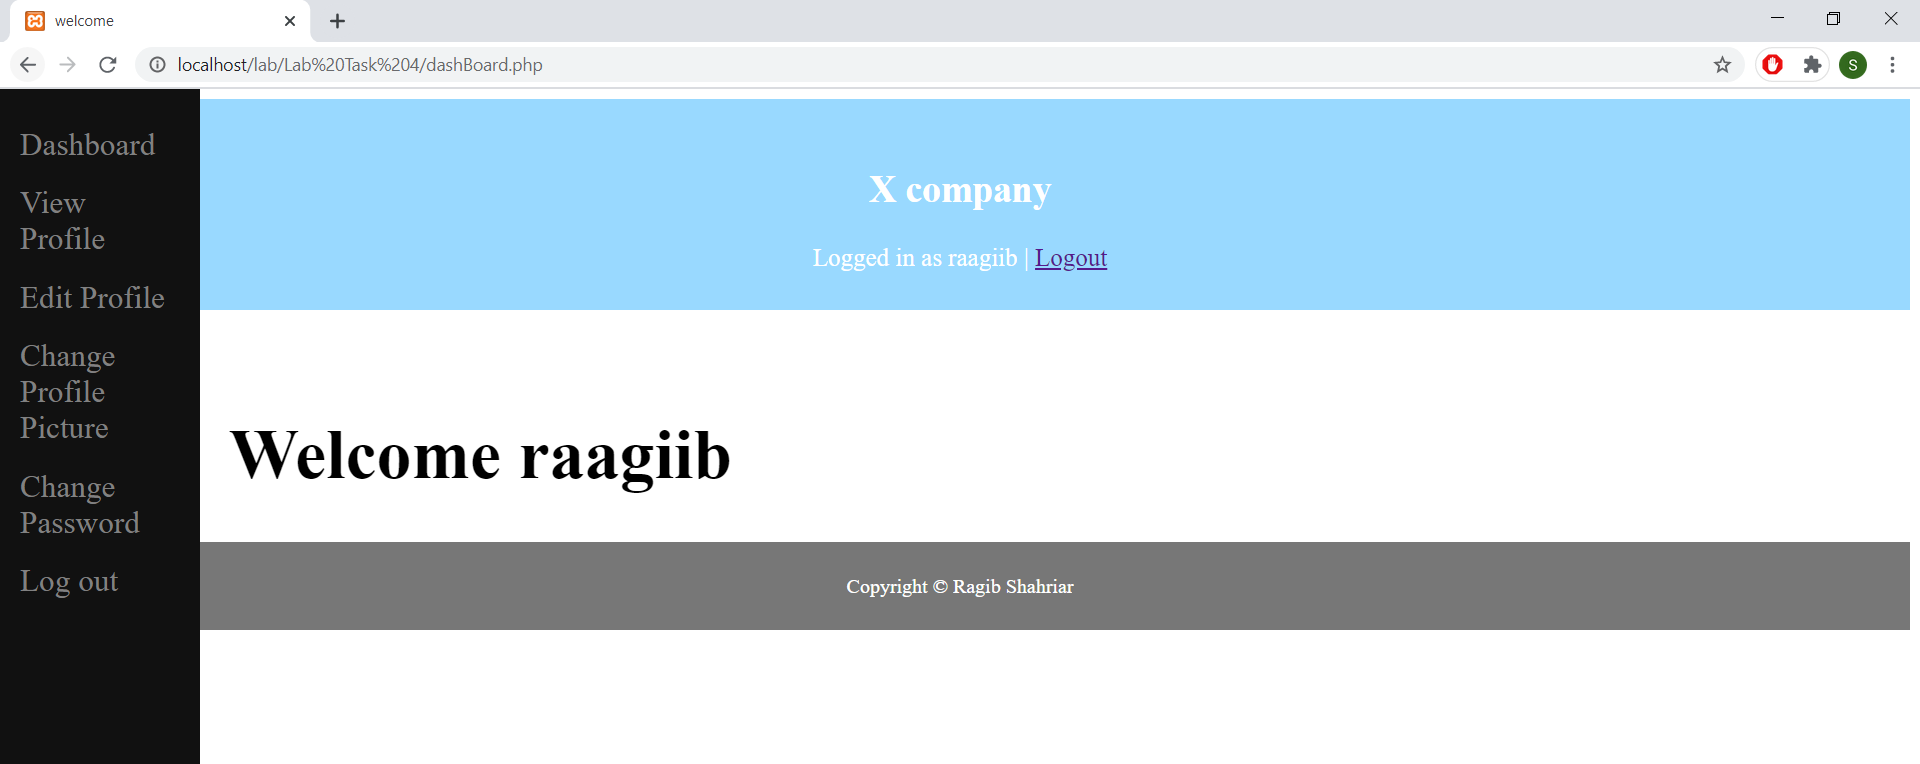 welcome
localhost/lab/Lab%20Task%204/dashBoard.php
S
Dashboard
View
Profile
Edit Profile
Change
Profile
Picture
Change
Password
Log out
X company
Logged in as raagiib | Logout
Welcome raagiib
Copyright © Ragib Shahriar